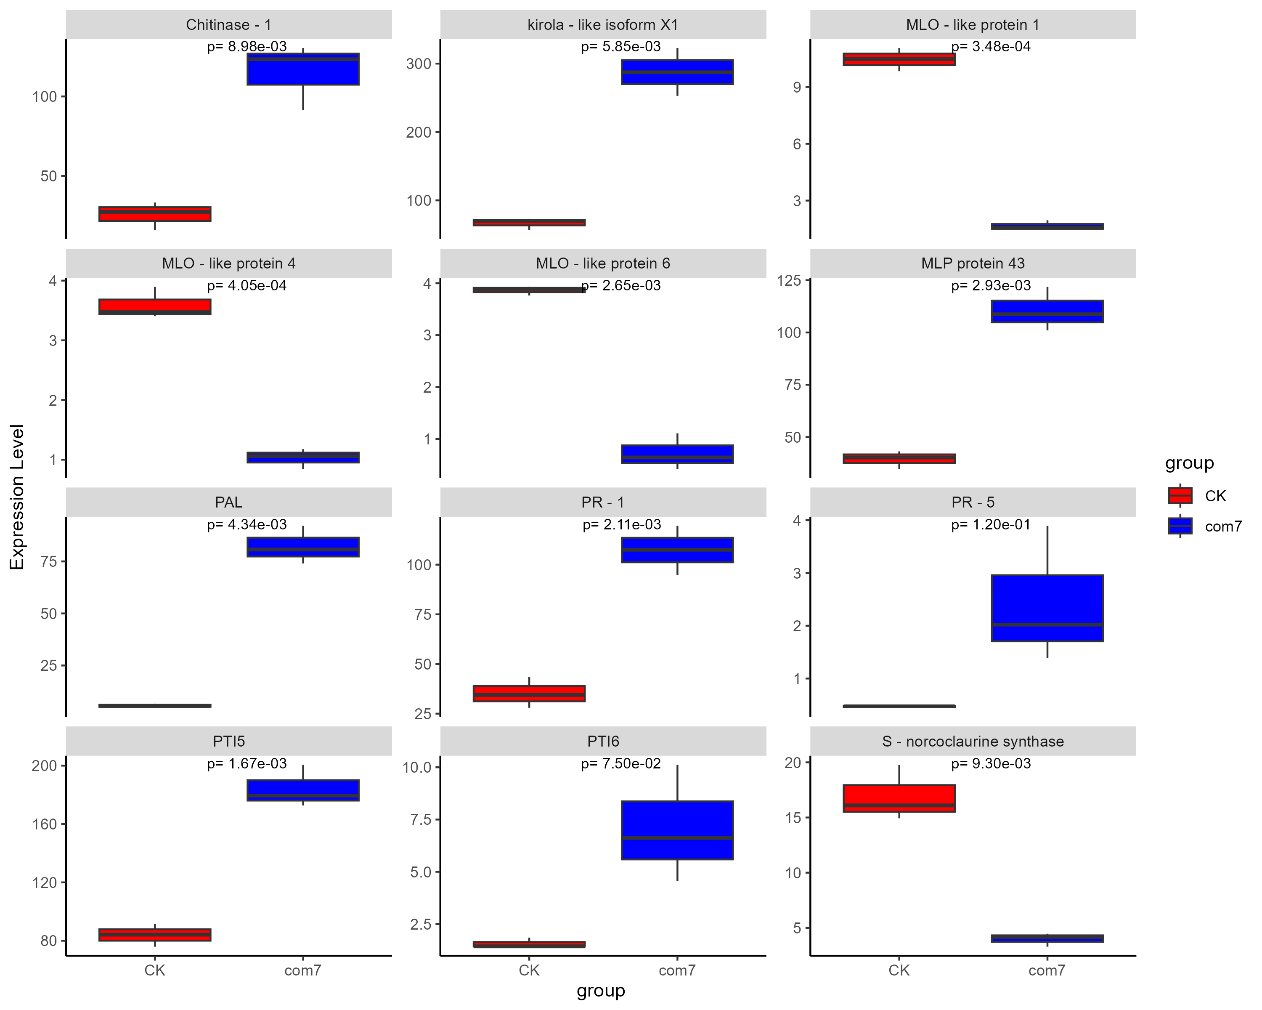 Chitinase - 1
kirola - like isoform X1
MLO - like protein 1
p= 8.98e-03
p= 5.85e-03
p= 3.48e-04
100
50
300
200
100
9
6
3
MLO - like protein 4
MLO - like protein 6
MLP protein 43
p= 4.05e-04
p= 2.65e-03
p= 2.93e-03
4
3
2
1
4
3
2
1
125
100
75
50
PAL
PR - 1
PR - 5
p= 4.34e-03
p= 2.11e-03
p= 1.20e-01
75
50
25
100
75
50
25
4
3
2
1
PTI5
PTI6
S - norcoclaurine synthase
p= 1.67e-03
p= 7.50e-02
p= 9.30e-03
200
160
120
80
10.0
7.5
5.0
2.5
20
15
10
5
CK
com7
CK
com7
CK
com7
group
Expression Level
group
CK
com7